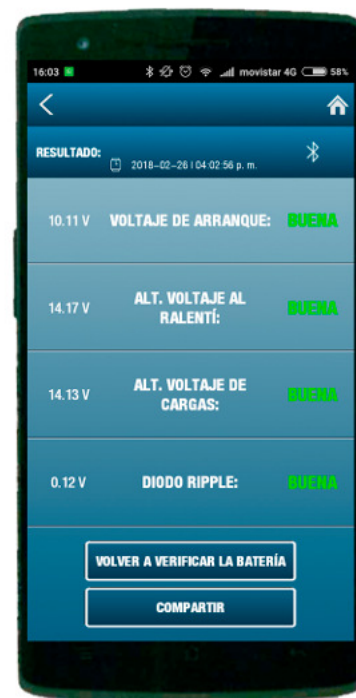 16:03 movistar 4G 58%
RESULTADO:
2018-02-26 | 04:02:56 p. m.
10.11 V VOLTAJE DE ARRANQUE: BUENA
14.17 V ALT. VOLTAJE AL
RALENTÍ: BUENA
14.13 V ALT. VOLTAJE DE
CARGAS: BUENA
0.12 V DIODO RIPPLE: BUENA
VOLVER A VERIFICAR LA BATERÍA
COMPARTIR